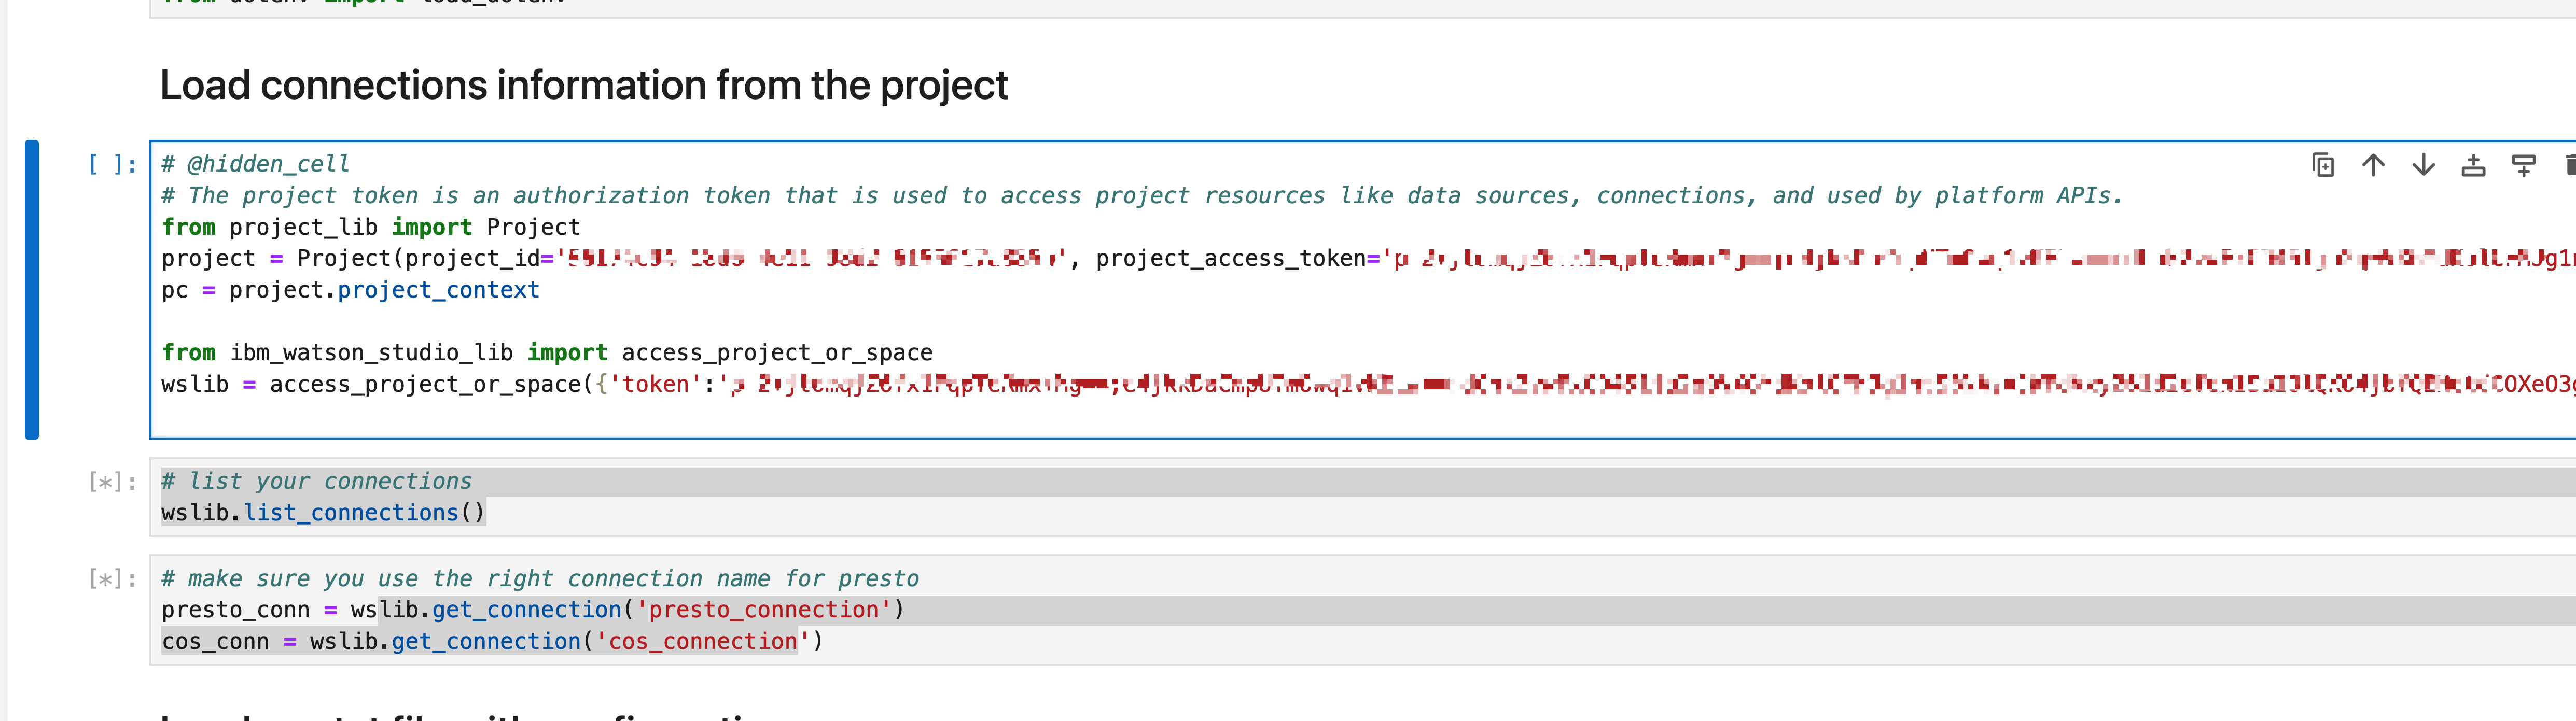 Load connections information from the project
[ ]:
# @hidden_cell
# The project token is an authorization token that is used to access project resources like data sources, connections, and used by platform APIs.
from project_lib import Project
project = Project(project_id=' ', project_access_token='
pc = project.project_context
from ibm_watson_studio_lib import access_project_or_space
wslib = access_project_or_space({'token':'
[*]:
# list your connections
wslib.list_connections()
[*]:
# make sure you use the right connection name for presto
presto_conn = wslib.get_connection('presto_connection')
cos_conn = wslib.get_connection('cos_connection')